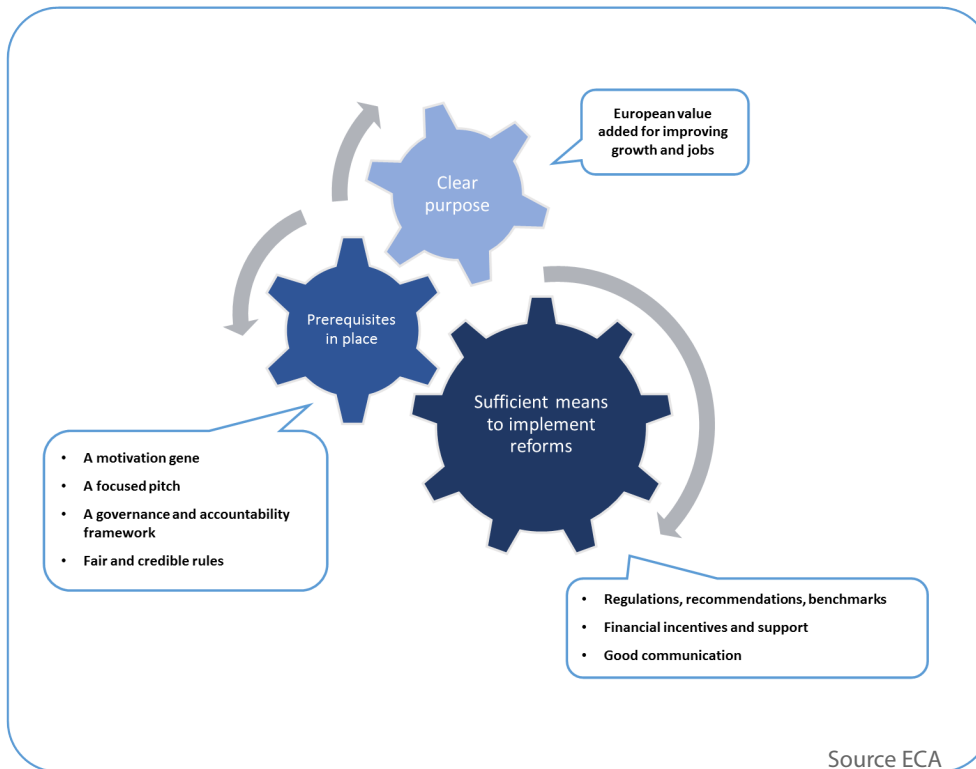 European value
added for improving
growth and jobs
Clear
purpose
Prerequisites
in place
Sufficient means
to implement
reforms
• A motivation gene
• A focused pitch
• A governance and accountability
framework
• Fair and credible rules
• Regulations, recommendations, benchmarks
• Financial incentives and support
• Good communication
Source ECA